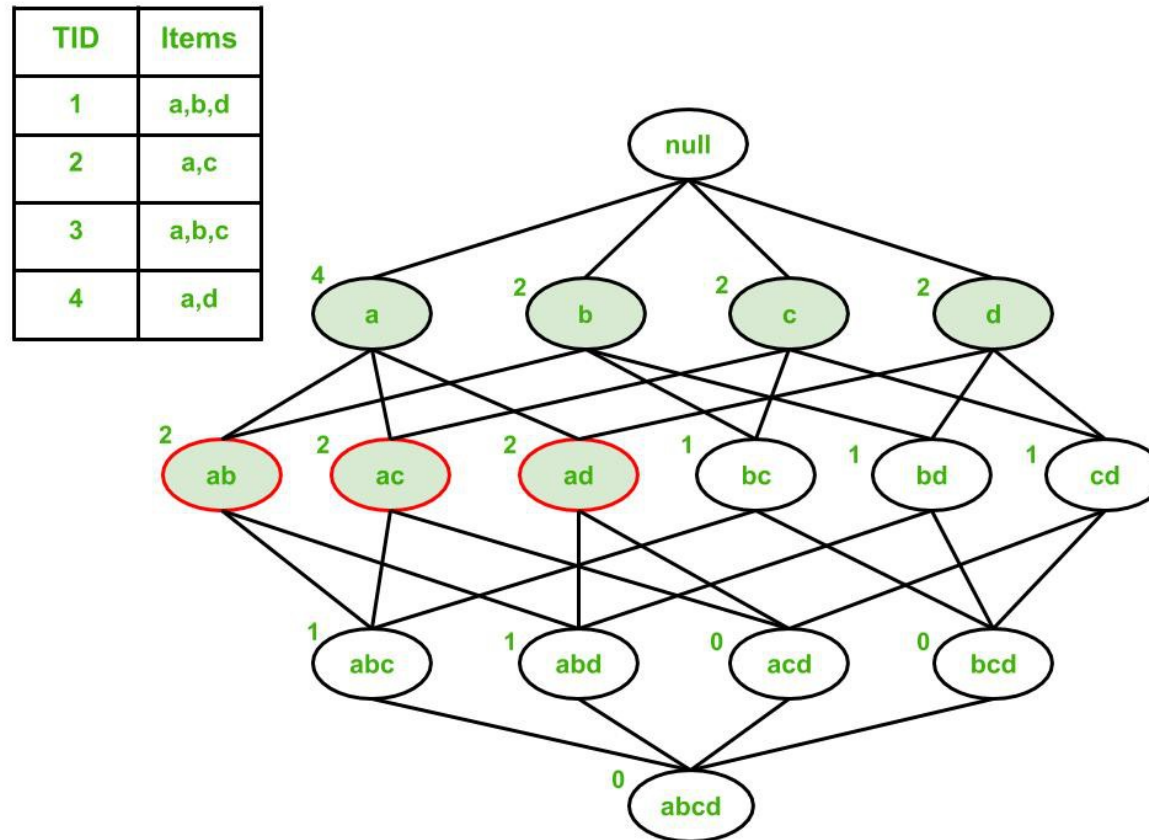 TID Items
1 a,b,d
2 a,c
3 a,b,c
4 a,d
null
4 a 2 b 2 c 2 d
2 ab 2 ac 2 ad 1 bc 1 bd 1 cd
1 abc 1 abd 0 acd 0 bcd
0 abcd